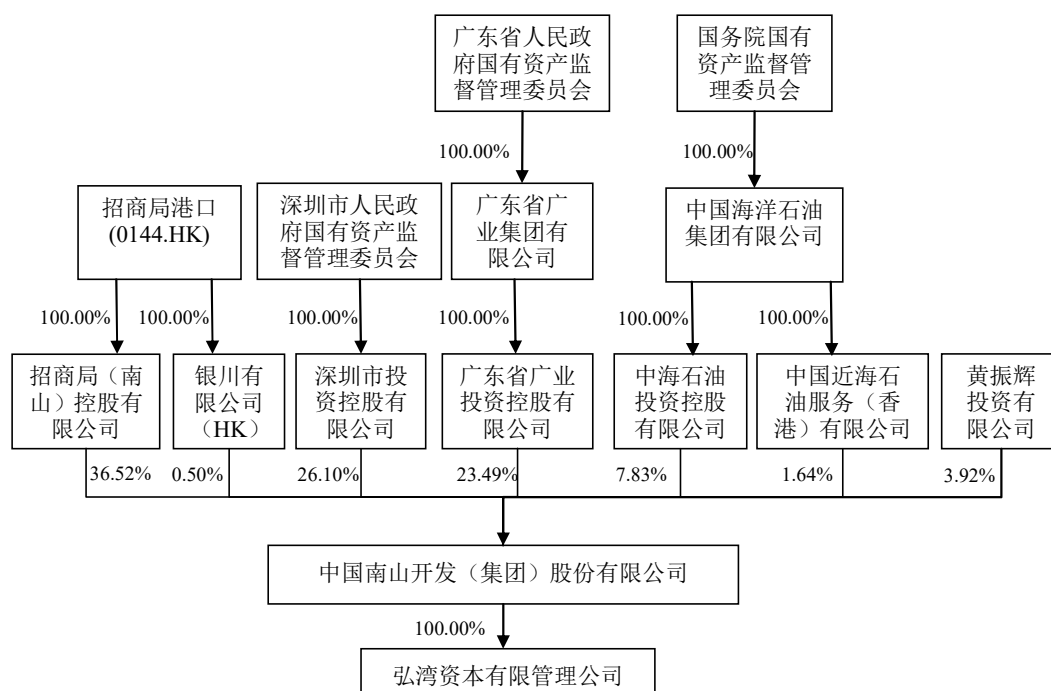 广东省人民政
府国有资产监
督管理委员会
国务院国有
资产监督管
理委员会
100.00%
100.00%
招商局港口
(0144.HK)
深圳市人民政
府国有资产监
督管理委员会
广东省广
业集团有
限公司
中国海洋石油
集团有限公司
100.00%
100.00%
100.00%
100.00%
100.00%
100.00%
招商局（南
山）控股有
限公司
银川有
限公司
（HK）
深圳市投
资控股有
限公司
广东省广业
投资控股有
限公司
中海石油
投资控股
有限公司
中国近海石
油服务（香
港）有限公司
黄振辉
投资有
限公司
36.52%
0.50%
26.10%
23.49%
7.83%
1.64%
3.92%
中国南山开发（集团）股份有限公司
100.00%
弘湾资本有限管理公司